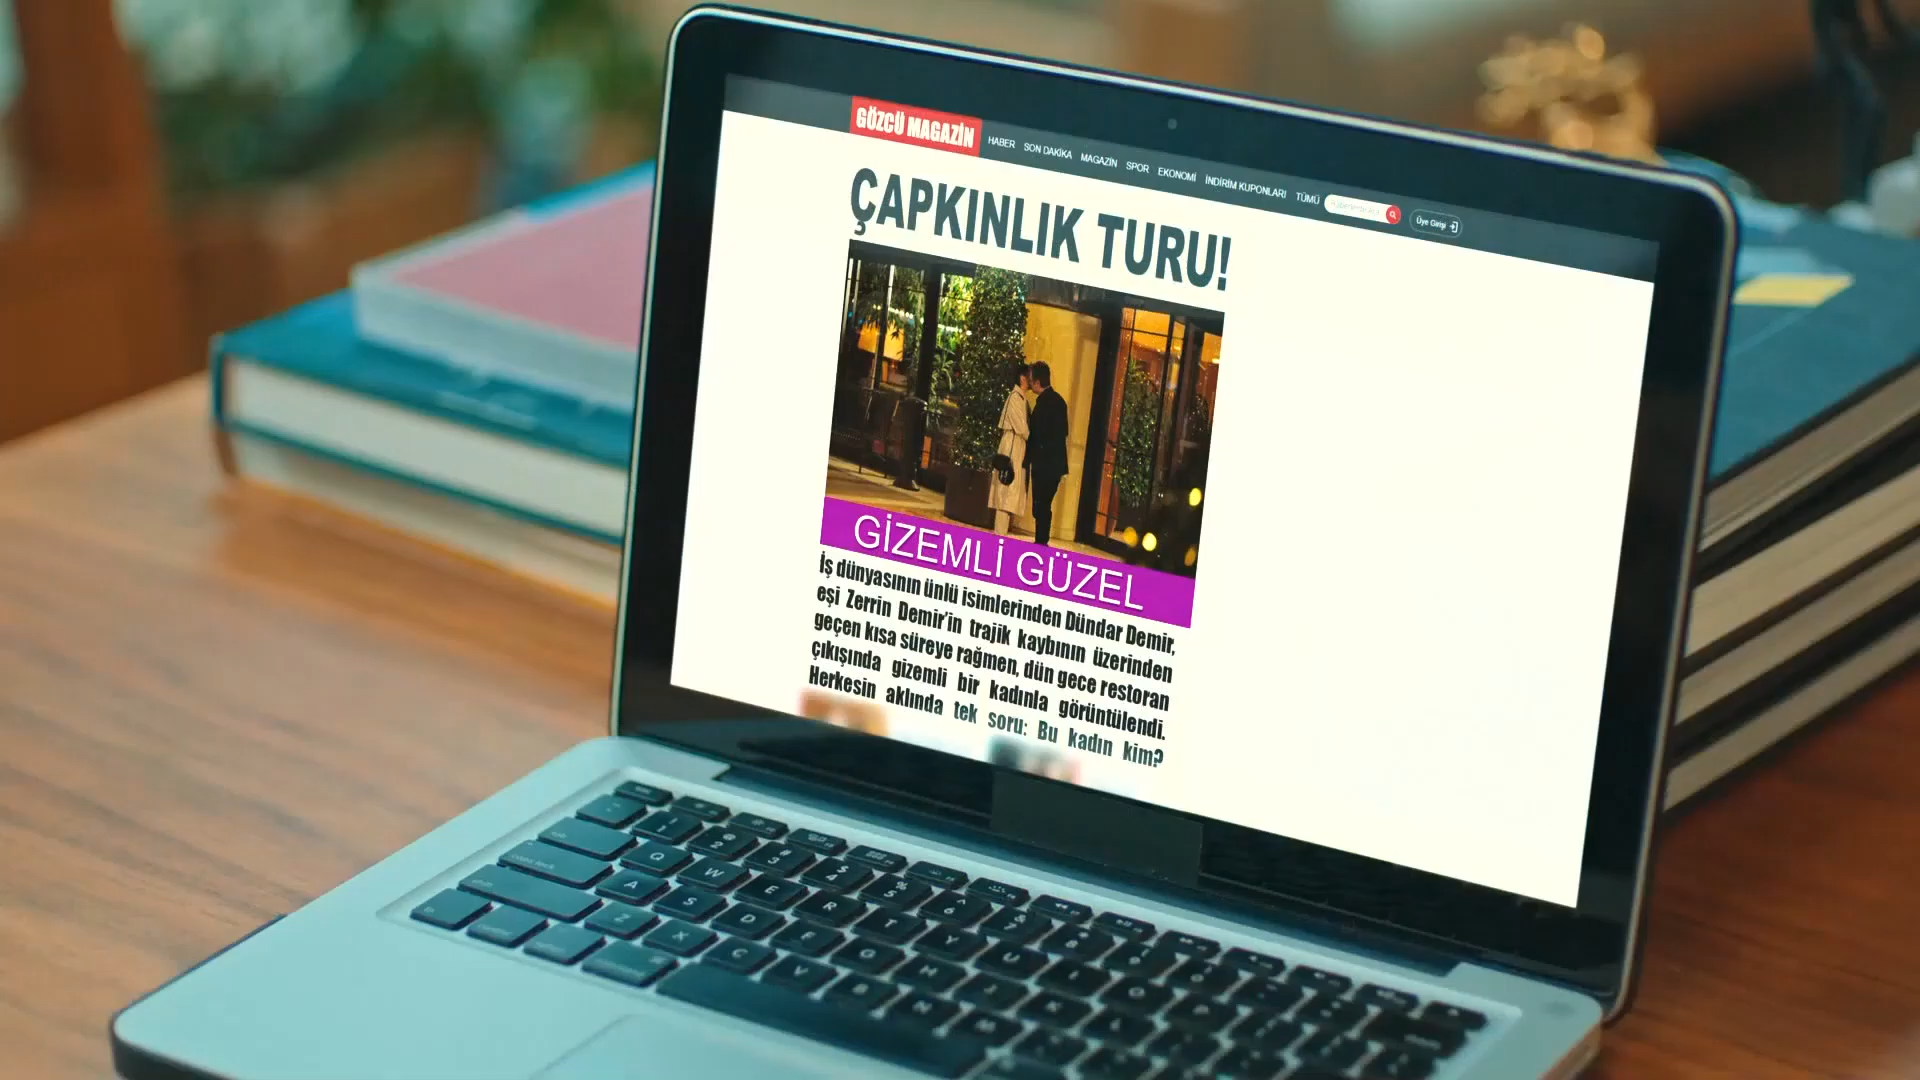 GÖZCÜ MAGAZİN
HABER SON DAKİKA MAGAZİN SPOR EKONOMİ İNDİRİM KUPONLARI TÜMÜ
Üye Girişi
ÇAPKINLIK TURU!
GİZEMLİ GÜZEL
İş dünyasının ünlü isimlerinden Dündar Demir,
eşi Zerrin Demir'in trajik kaybının üzerinden
geçen kısa süreye rağmen, dün gece restoran
çıkışında gizemli bir kadınla görüntülendi.
Herkesin aklında tek soru: Bu kadın kim?